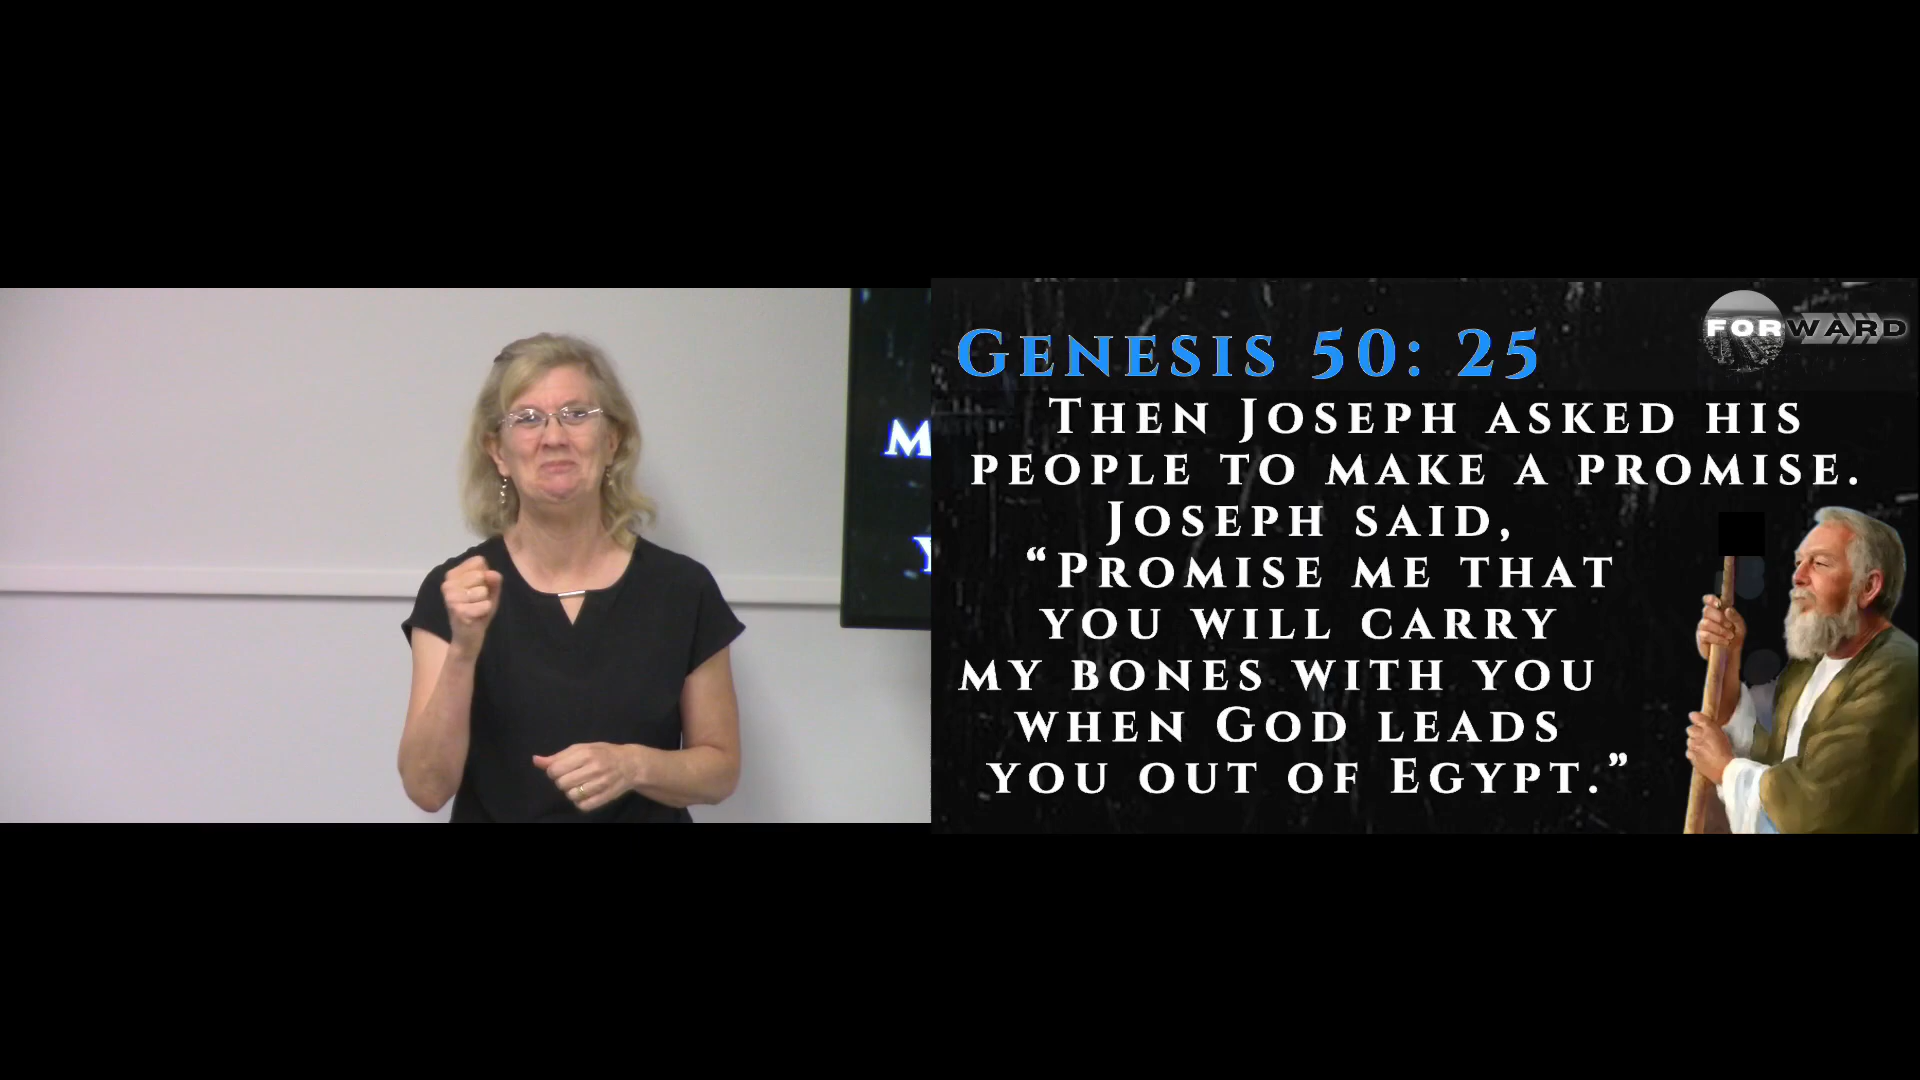 FORWARD
Genesis 50: 25
Then Joseph asked his
people to make a promise.
Joseph said,
“Promise me that
you will carry
my bones with you
when God leads
you out of Egypt.”
M
Y